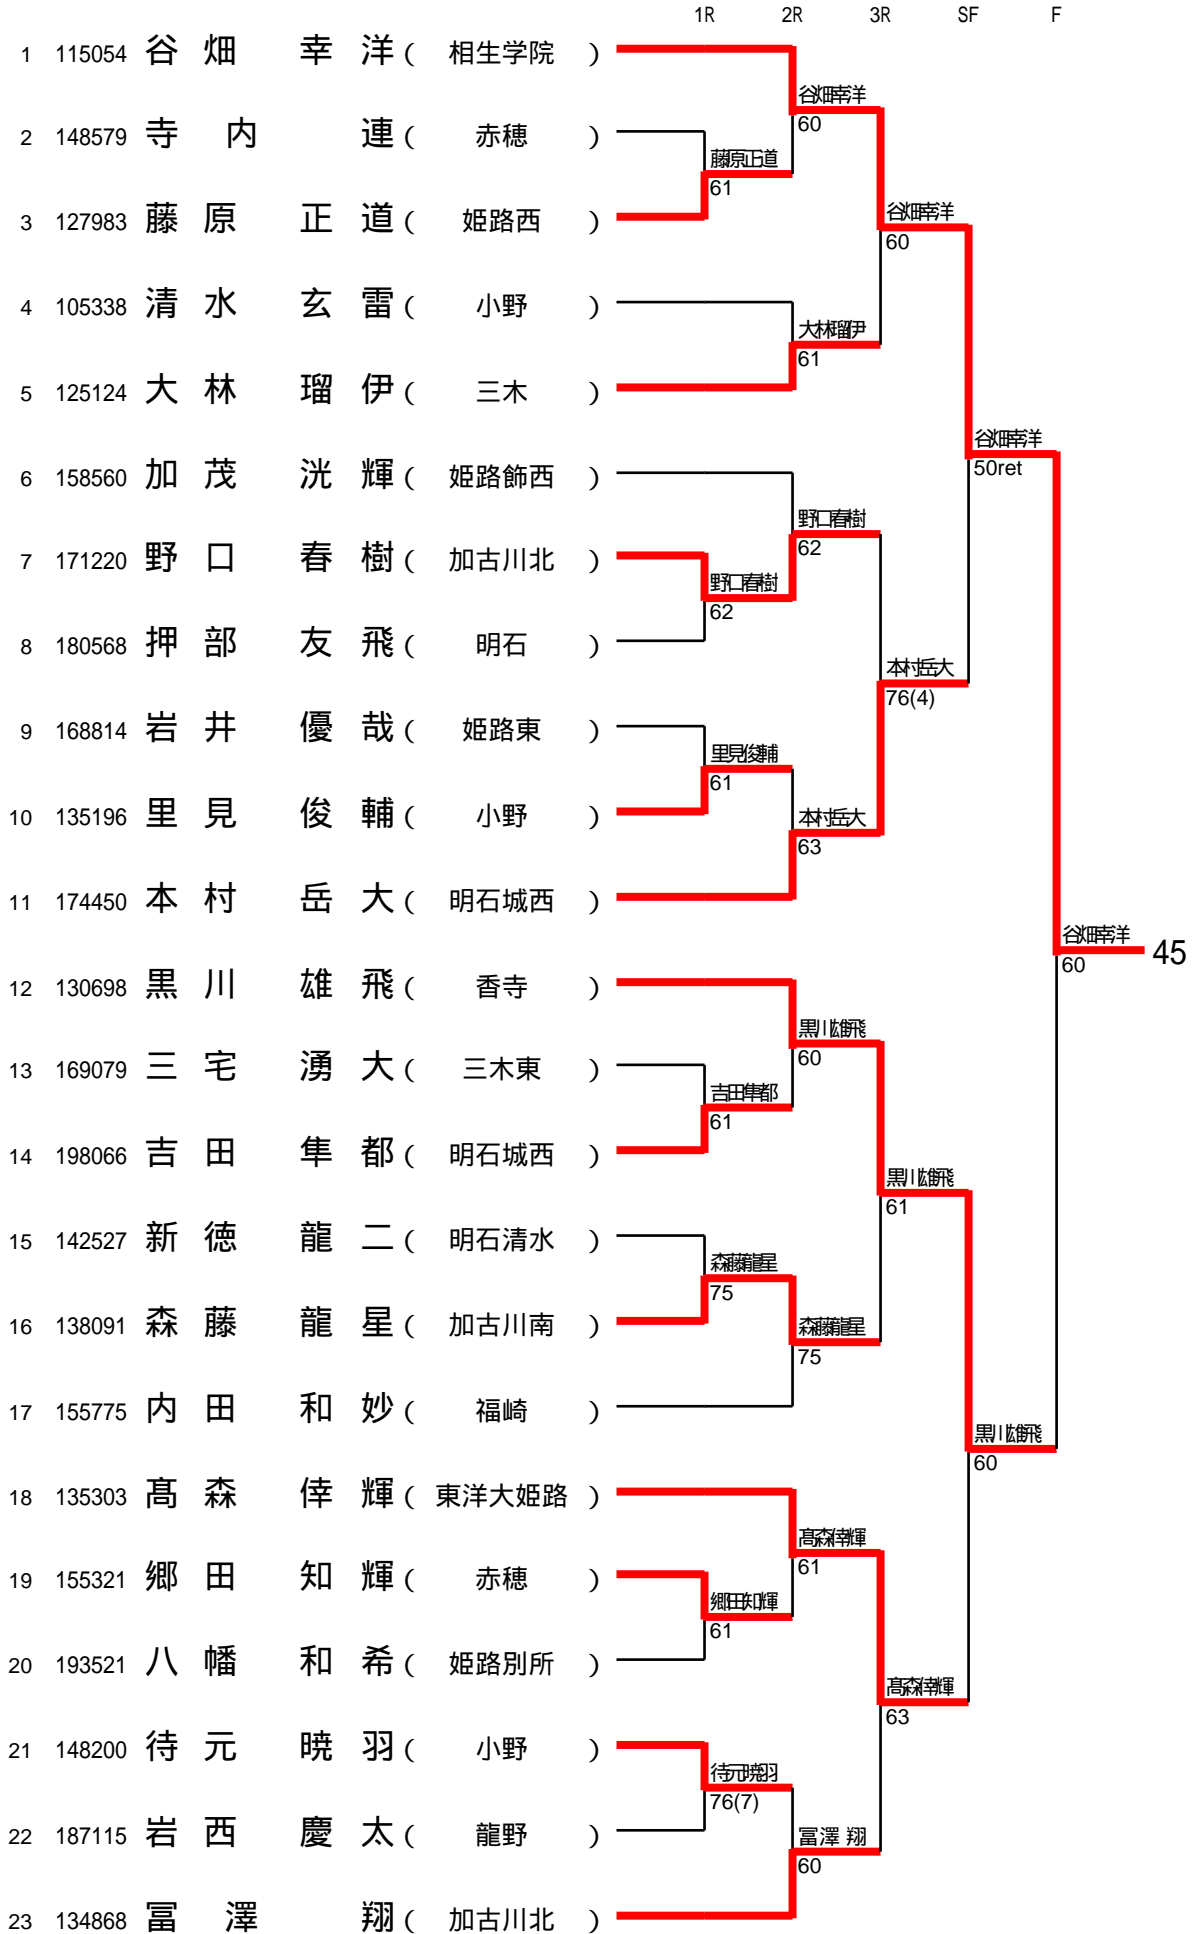 1R 2R 3R SF F
1 115054 谷 畑 幸 洋 ( 相生学院 )
谷畑幸洋
60
2 148579 寺 内 連 ( 赤穂 )
藤原正道
61
3 127983 藤 原 正 道 ( 姫路西 )
谷畑幸洋
60
4 105338 清 水 玄 雷 ( 小野 )
大林瑠伊
61
5 125124 大 林 瑠 伊 ( 三木 )
谷畑幸洋
50ret
6 158560 加 茂 洸 輝 ( 姫路飾西 )
野口春樹
62
7 171220 野 口 春 樹 ( 加古川北 )
野口春樹
62
8 180568 押 部 友 飛 ( 明石 )
本村岳大
76(4)
9 168814 岩 井 優 哉 ( 姫路東 )
里見俊輔
61
10 135196 里 見 俊 輔 ( 小野 )
本村岳大
63
11 174450 本 村 岳 大 ( 明石城西 )
谷畑幸洋
60
45
12 130698 黒 川 雄 飛 ( 香寺 )
黒川雄飛
60
13 169079 三 宅 湧 大 ( 三木東 )
吉田隼都
61
14 198066 吉 田 隼 都 ( 明石城西 )
黒川雄飛
61
15 142527 新 徳 龍 二 ( 明石清水 )
森藤龍星
75
16 138091 森 藤 龍 星 ( 加古川南 )
森藤龍星
75
17 155775 内 田 和 妙 ( 福崎 )
黒川雄飛
60
18 135303 髙 森 倖 輝 ( 東洋大姫路 )
髙森倖輝
61
19 155321 郷 田 知 輝 ( 赤穂 )
郷田知輝
61
20 193521 八 幡 和 希 ( 姫路別所 )
髙森倖輝
63
21 148200 待 元 暁 羽 ( 小野 )
待元暁羽
76(7)
22 187115 岩 西 慶 太 ( 龍野 )
冨澤 翔
60
23 134868 冨 澤 翔 ( 加古川北 )